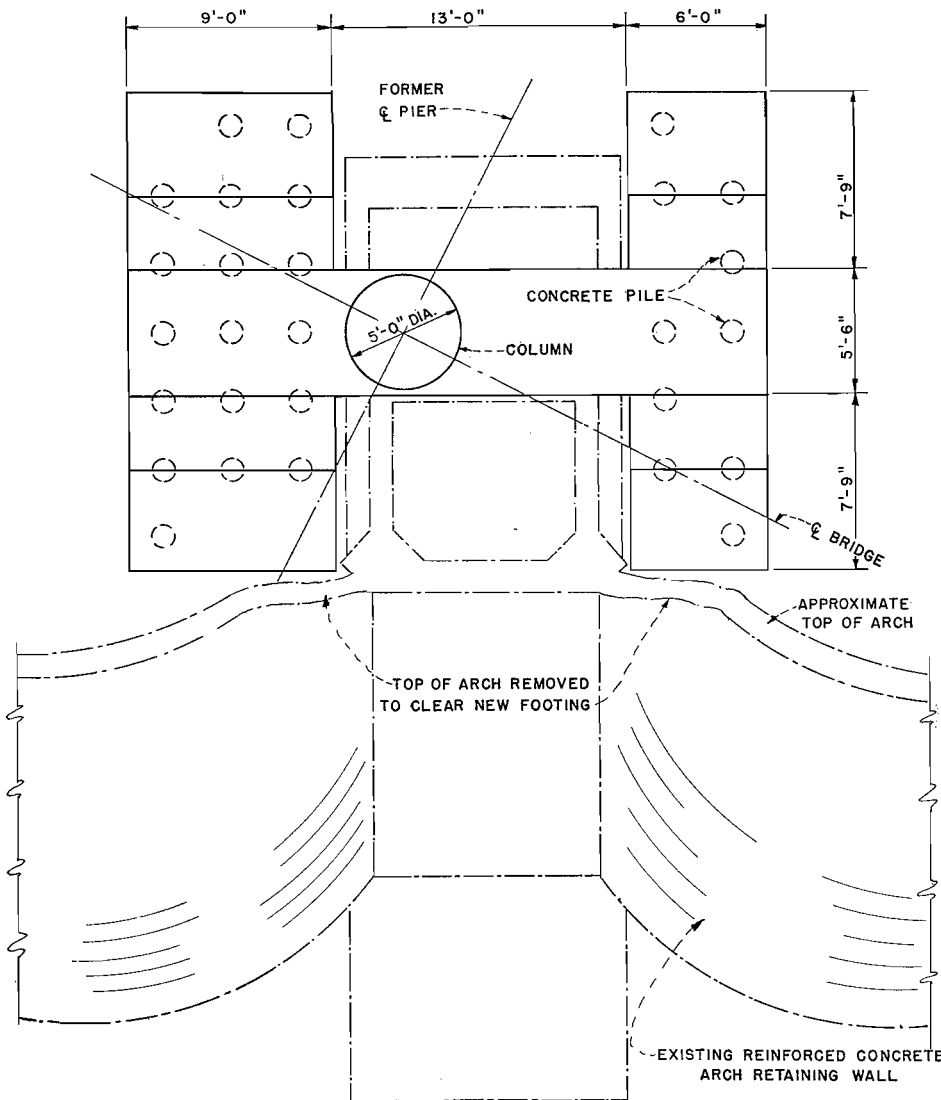 9'-0"
13'-0"
6'-0"
FORMER
℄ PIER
7'-9"
CONCRETE PILE
5'-0" DIA.
COLUMN
5'-6"
7'-9"
℄ BRIDGE
APPROXIMATE
TOP OF ARCH
TOP OF ARCH REMOVED
TO CLEAR NEW FOOTING
EXISTING REINFORCED CONCRETE
ARCH RETAINING WALL